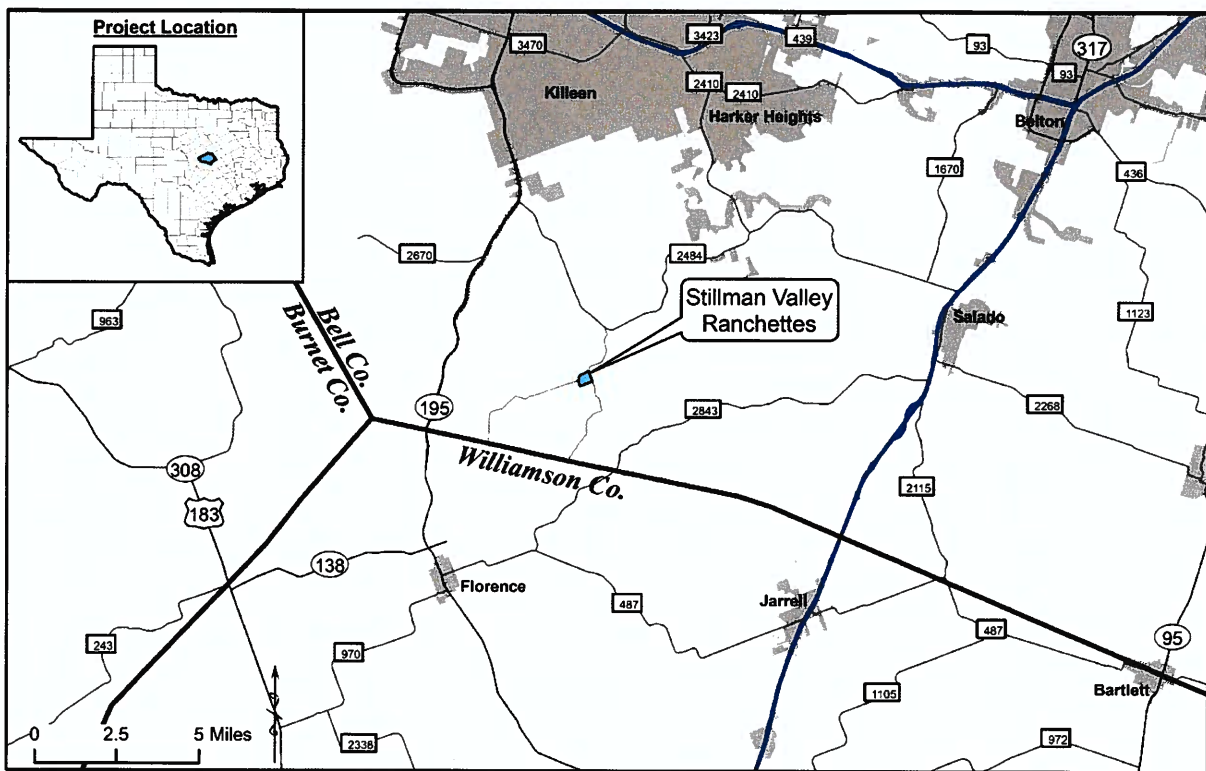 Project Location
3470
3423
439
93
317
93
Killeen
2410
2410
Harker Heights
Belton
1670
436
2670
2484
Stillman Valley
Ranchettes
963
Bell Co.
Burnet Co.
Salado
1123
195
2843
2268
Williamson Co.
308
183
2115
138
Florence
Jarrell
487
487
243
970
95
Bartlett
1105
2338
972
0 2.5 5 Miles